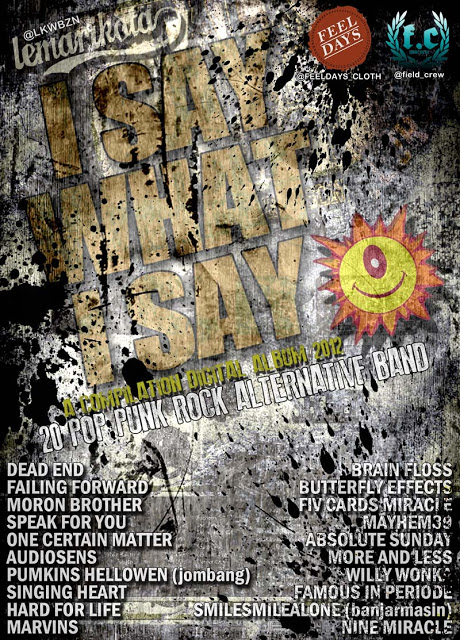 @LKWBZN
lemarikata
FEEL
DAYS
@FEELDAYS_CLOTH
F.C
@field_crew
I SAY
WHAT
I SAY
A COMPILATION DIGITAL ALBUM 2012
20 POP PUNK ROCK ALTERNATIVE BAND
DEAD END
FAILING FORWARD
MORON BROTHER
SPEAK FOR YOU
ONE CERTAIN MATTER
AUDIOSENS
PUMKINS HELLOWEN (jombang)
SINGING HEART
HARD FOR LIFE
MARVINS
BRAIN FLOSS
BUTTERFLY EFFECTS
FIV CARDS MIRACLE
MAYHEM39
ABSOLUTE SUNDAY
MORE AND LESS
WILLY WONK
FAMOUS IN PERIODE
SMILESMILEALONE (banjarmasin)
NINE MIRACLE